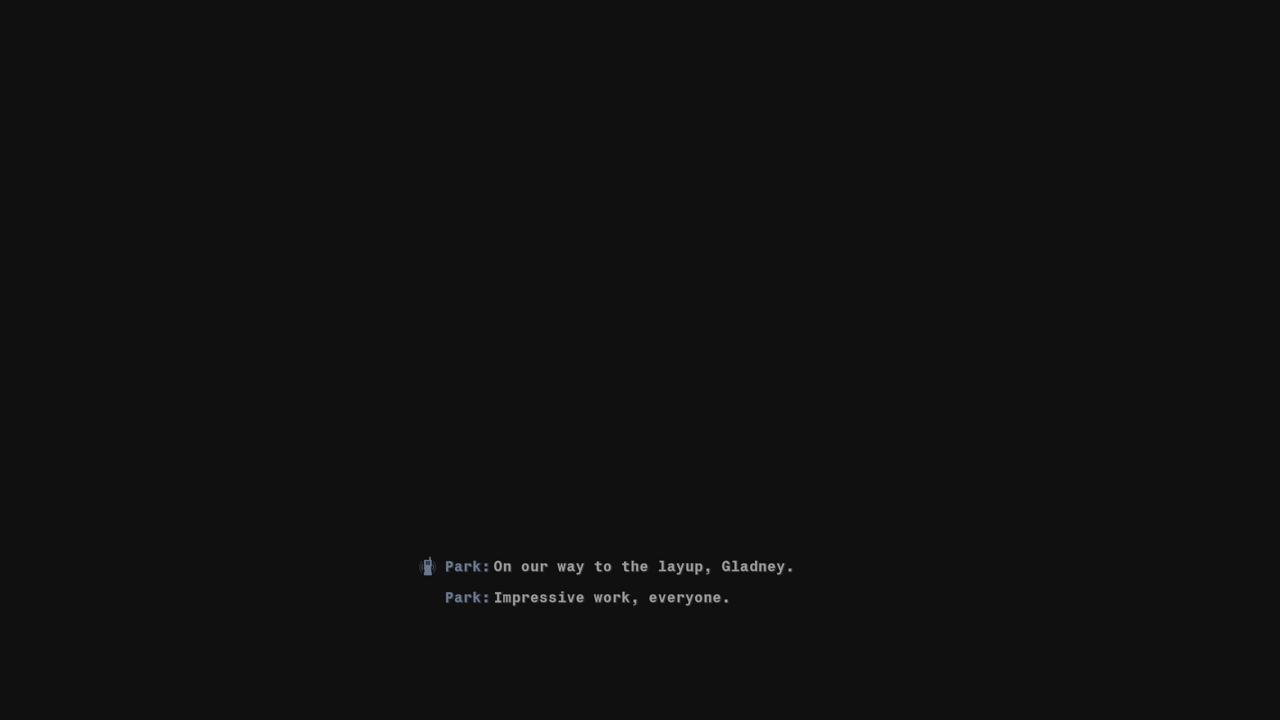 Park: On our way to the layup, Gladney.
Park: Impressive work, everyone.